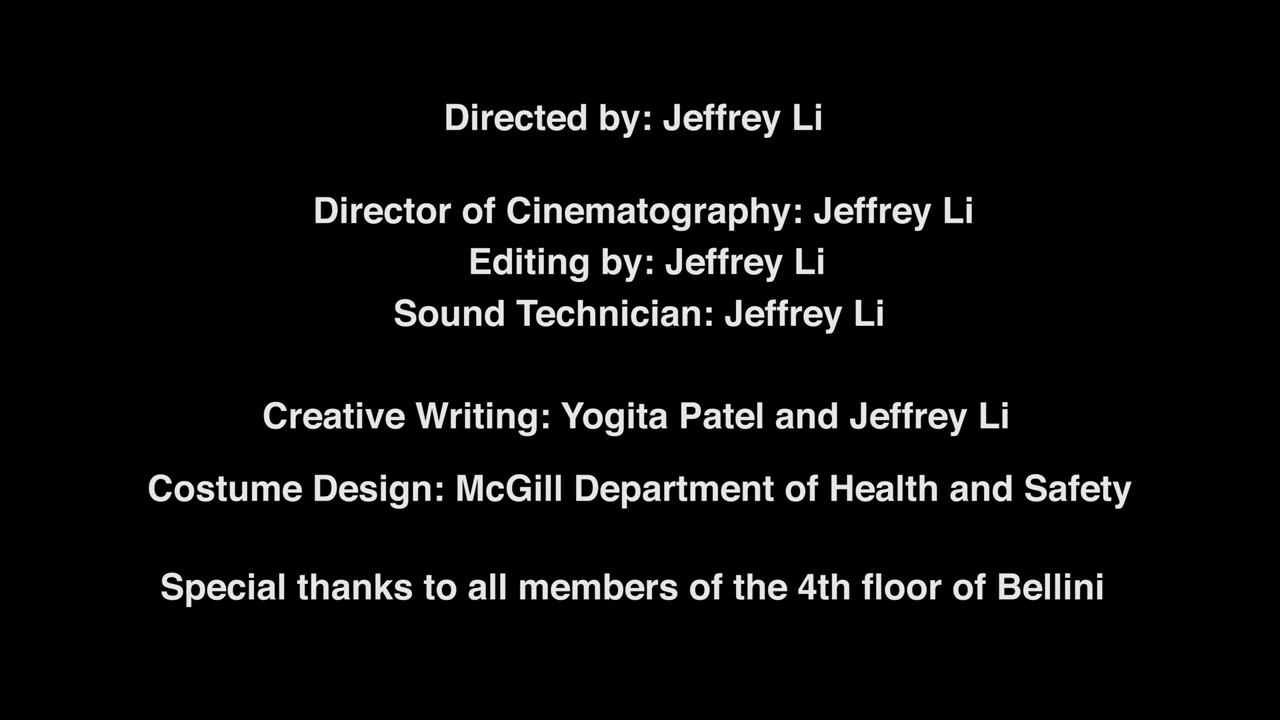 Directed by: Jeffrey Li
Director of Cinematography: Jeffrey Li
Editing by: Jeffrey Li
Sound Technician: Jeffrey Li
Creative Writing: Yogita Patel and Jeffrey Li
Costume Design: McGill Department of Health and Safety
Special thanks to all members of the 4th floor of Bellini